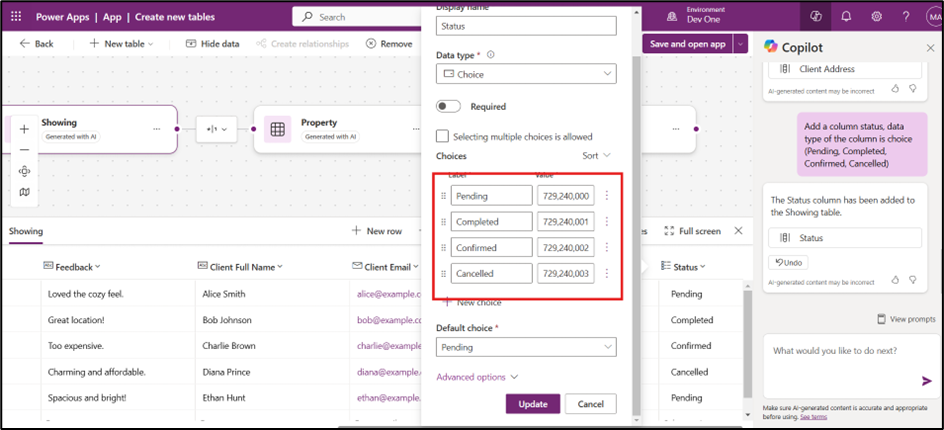 Power Apps | App | Create new tables
Search
Environment
Dev One
MA
Back
New table
Hide data
Create relationships
Remove
Save and open app
Showing
Generated with AI
Property
Generated with AI
Display name
Status
Data type *
Choice
Required
Selecting multiple choices is allowed
Choices
Sort
Label
Value
Pending
729,240,000
Completed
729,240,001
Confirmed
729,240,002
Cancelled
729,240,003
New choice
Default choice *
Pending
Advanced options
Update
Cancel
Showing
New row
Full screen
Feedback
Client Full Name
Client Email
Status
Loved the cozy feel.
Alice Smith
alice@example.c
Pending
Great location!
Bob Johnson
bob@example.co
Completed
Too expensive.
Charlie Brown
charlie@example
Confirmed
Charming and affordable.
Diana Prince
diana@example.c
Cancelled
Spacious and bright!
Ethan Hunt
ethan@example.
Pending
Copilot
Client Address
AI-generated content may be incorrect
Add a column status, data
type of the column is choice
(Pending, Completed,
Confirmed, Cancelled)
The Status column has been added to
the Showing table.
Status
Undo
AI-generated content may be incorrect
View prompts
What would you like to do next?
Make sure AI-generated content is accurate and appropriate
before using. See terms